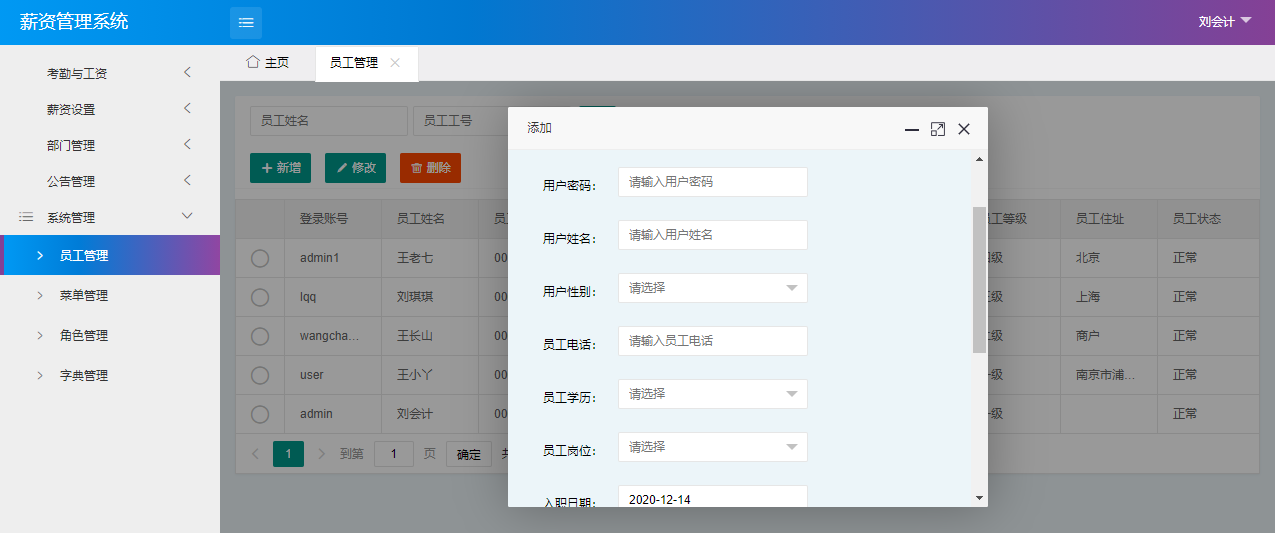 薪资管理系统
刘会计
主页
员工管理
考勤与工资
薪资设置
部门管理
公告管理
系统管理
员工管理
菜单管理
角色管理
字典管理
员工姓名
员工工号
新增
修改
删除
登录账号 员工姓名 工等级 员工住址 员工状态
admin1 王老七 00 级 北京 正常
lqq 刘琪琪 00 级 上海 正常
wangcha... 王长山 00 级 商户 正常
user 王小丫 00 级 南京市浦... 正常
admin 刘会计 00 级 正常
1 到第 1 页 确定
添加
用户密码： 请输入用户密码
用户姓名： 请输入用户姓名
用户性别： 请选择
员工电话： 请输入员工电话
员工学历： 请选择
员工岗位： 请选择
入职日期： 2020-12-14